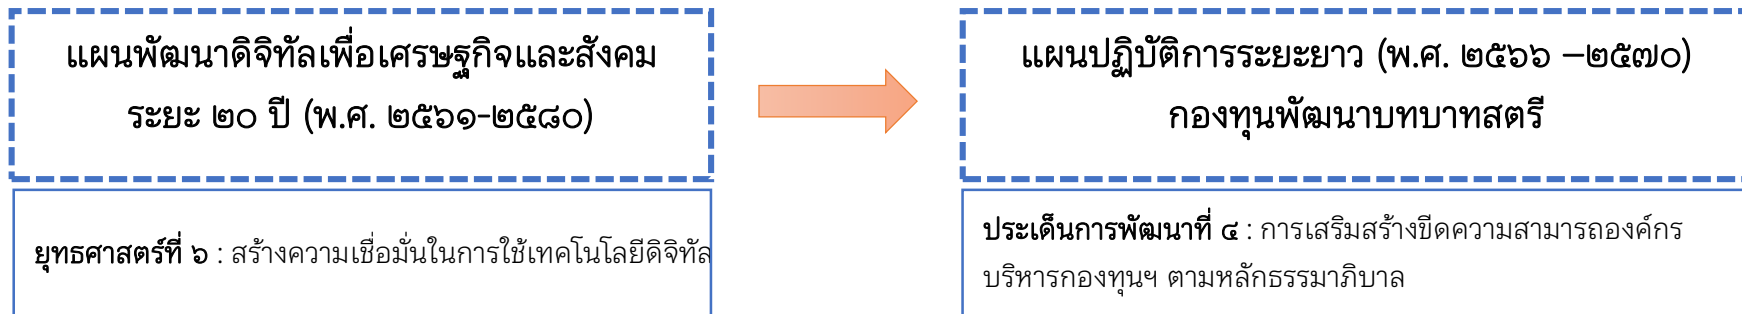 แผนพัฒนาดิจิทัลเพื่อเศรษฐกิจและสังคม
ระยะ ๒๐ ปี (พ.ศ. ๒๕๖๑-๒๕๘๐)
ยุทธศาสตร์ที่ ๖ : สร้างความเชื่อมั่นในการใช้เทคโนโลยีดิจิทัล
แผนปฏิบัติการระยะยาว (พ.ศ. ๒๕๖๖ –๒๕๗๐)
กองทุนพัฒนาบทบาทสตรี
ประเด็นการพัฒนาที่ ๔ : การเสริมสร้างขีดความสามารถองค์กร
บริหารกองทุนฯ ตามหลักธรรมาภิบาล